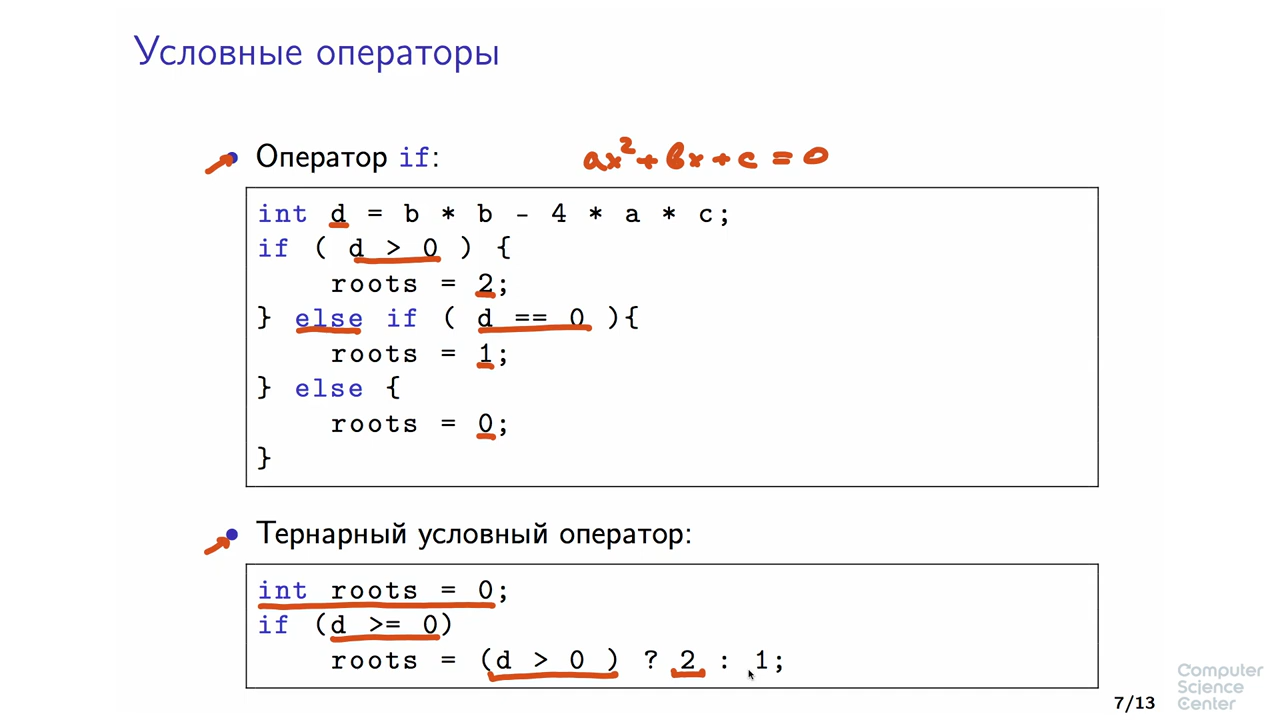 Условные операторы
Оператор if:
ax²+bx+c=0
int d = b * b - 4 * a * c;
if ( d > 0 ) {
roots = 2;
} else if ( d == 0 ){
roots = 1;
} else {
roots = 0;
}
Тернарный условный оператор:
int roots = 0;
if (d >= 0)
roots = (d > 0 ) ? 2 : 1;
7/13
Computer
Science
Center